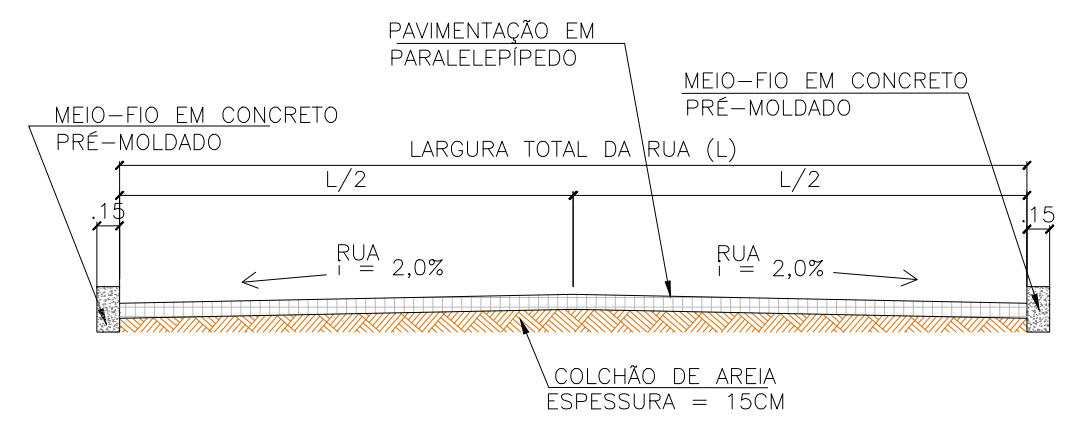 PAVIMENTAÇÃO EM
PARALELEPÍPEDO
MEIO-FIO EM CONCRETO
PRÉ-MOLDADO
MEIO-FIO EM CONCRETO
PRÉ-MOLDADO
LARGURA TOTAL DA RUA (L)
L/2
L/2
.15
.15
RUA
i = 2,0%
RUA
i = 2,0%
COLCHÃO DE AREIA
ESPESSURA = 15CM